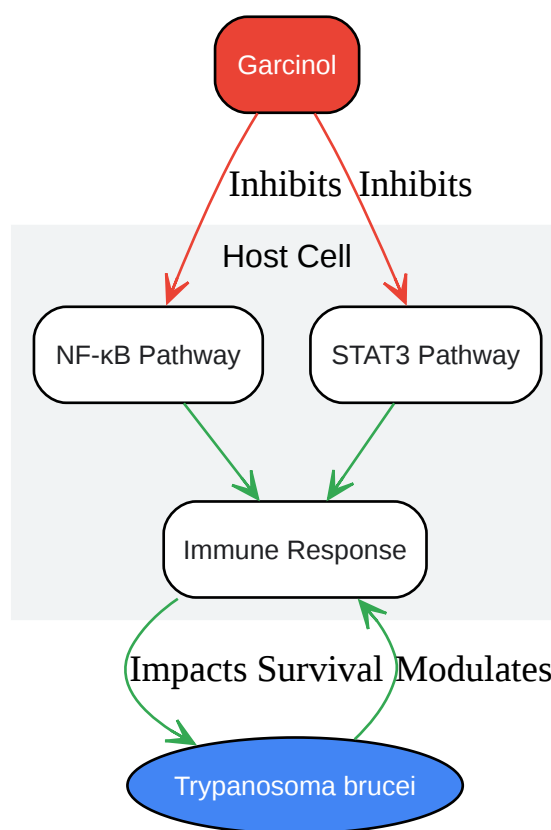 Garcinol
Inhibits Inhibits
Host Cell
NF-κB Pathway
STAT3 Pathway
Immune Response
Impacts Survival
Modulates
Trypanosoma brucei